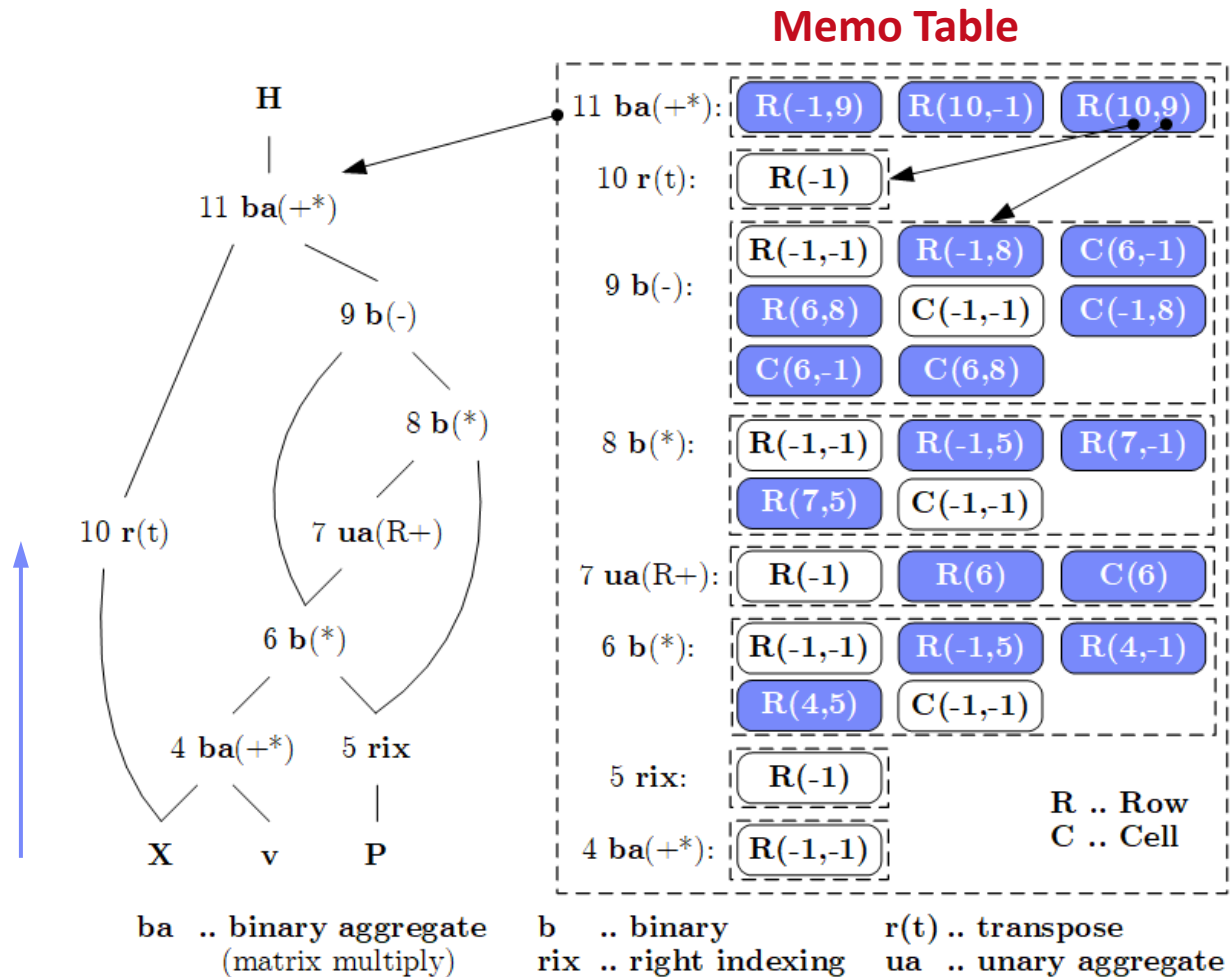 Memo Table
H
11 ba(+*)
9 b(-)
8 b(*)
10 r(t)
7 ua(R+)
6 b(*)
4 ba(+*) 5 rix
X v P
11 ba(+*): R(-1,9) R(10,-1) R(10,9)
10 r(t): R(-1)
9 b(-): R(-1,-1) R(-1,8) C(6,-1)
R(6,8) C(-1,-1) C(-1,8)
C(6,-1) C(6,8)
8 b(*): R(-1,-1) R(-1,5) R(7,-1)
R(7,5) C(-1,-1)
7 ua(R+): R(-1) R(6) C(6)
6 b(*): R(-1,-1) R(-1,5) R(4,-1)
R(4,5) C(-1,-1)
5 rix: R(-1)
4 ba(+*): R(-1,-1)
R .. Row
C .. Cell
ba .. binary aggregate b .. binary r(t) .. transpose
(matrix multiply) rix .. right indexing ua .. unary aggregate